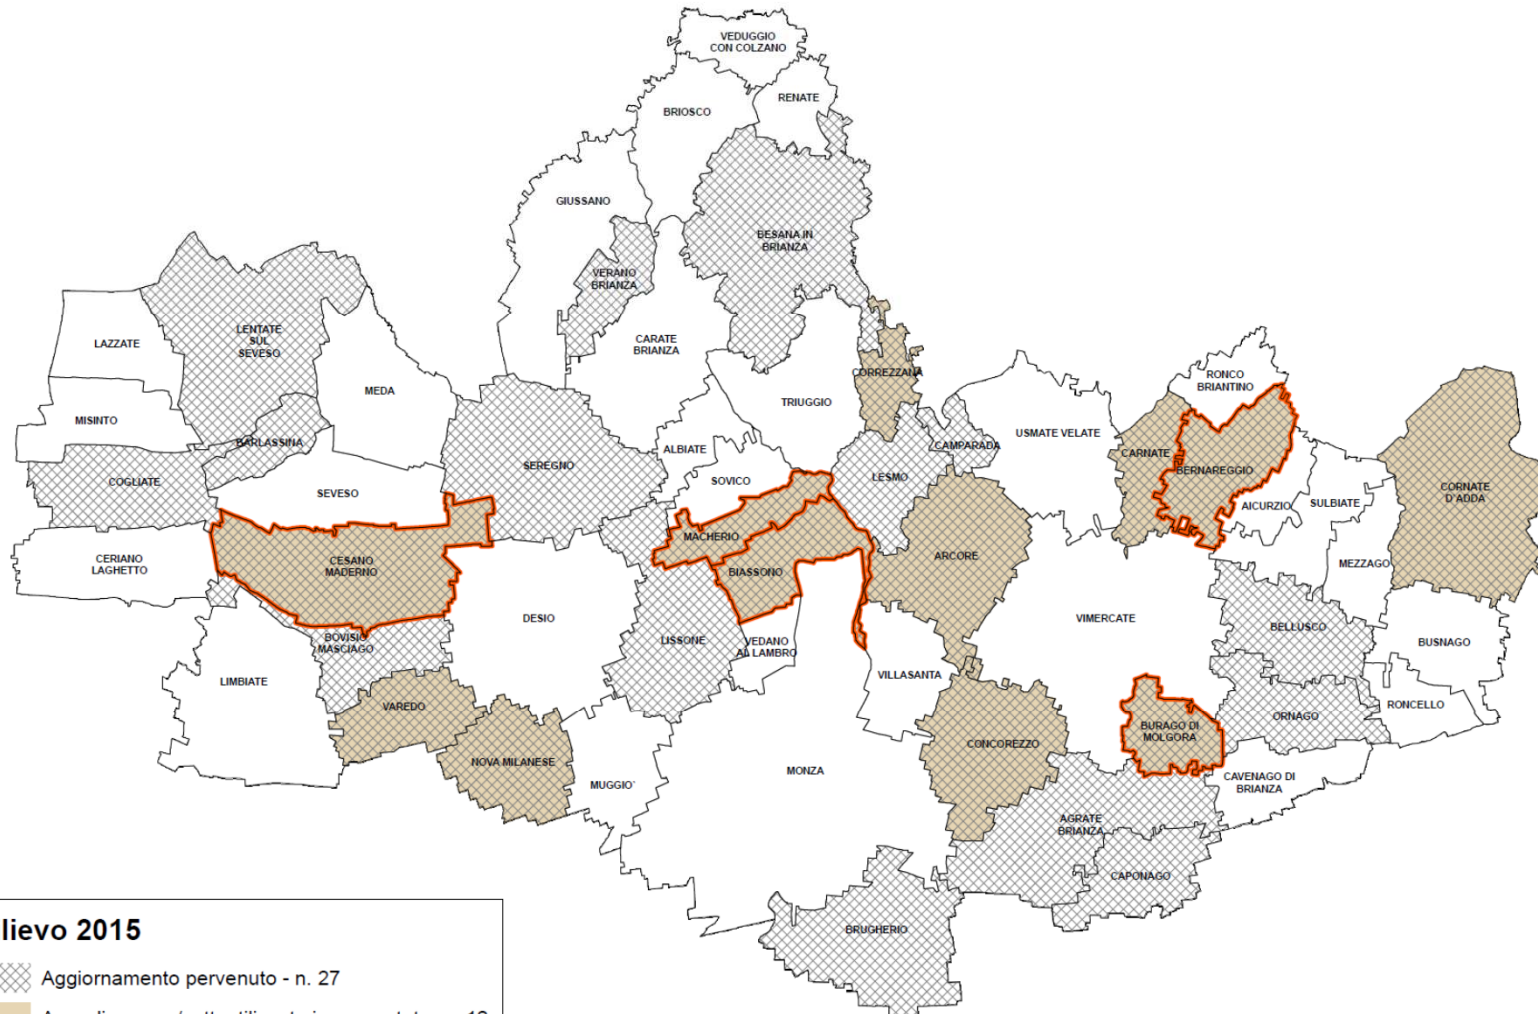 VEDUGGIO
CON COLZANO
RENATE
BRIOSCO
GIUSSANO
BESANA IN
BRIANZA
VERANO
BRIANZA
LENTATE
SUL
SEVESO
LAZZATE
CARATE
BRIANZA
MEDA
CORREZZANA
RONCO
BRIANTINO
TRIUGGIO
MISINTO
USMATE VELATE
BARLASSINA
ALBIATE
CAMPARADA
CARNATE
SEREGNO
BERNAREGGIO
COGLIATE
SOVICO
LESMO
CORNATE
D'ADDA
SEVESO
AICURZIO
SULBIATE
MACHERIO
ARCORE
CERIANO
LAGHETTO
CESANO
MADERNO
BIASSONO
MEZZAGO
DESIO
VIMERCATE
BELLUSCO
BOVISIO
MASCIAGO
LISSONE
VEDANO
AL LAMBRO
BUSNAGO
LIMBIATE
VILLASANTA
VAREDO
RONCELLO
ORNAGO
BURAGO DI
MOLGORA
CONCOREZZO
NOVA MILANESE
MONZA
MUGGIO'
CAVENAGO DI
BRIANZA
AGRATE
BRIANZA
CAPONAGO
BRUGHERIO
lievo 2015
Aggiornamento pervenuto - n. 27